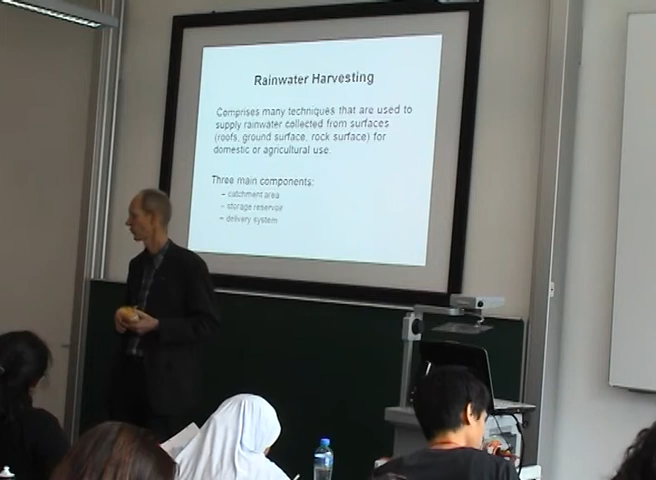 Rainwater Harvesting
Comprises many techniques that are used to
supply rainwater collected from surfaces
(roofs, ground surface, rock surface) for
domestic or agricultural use.
Three main components:
– catchment area
– storage reservoir
– delivery system